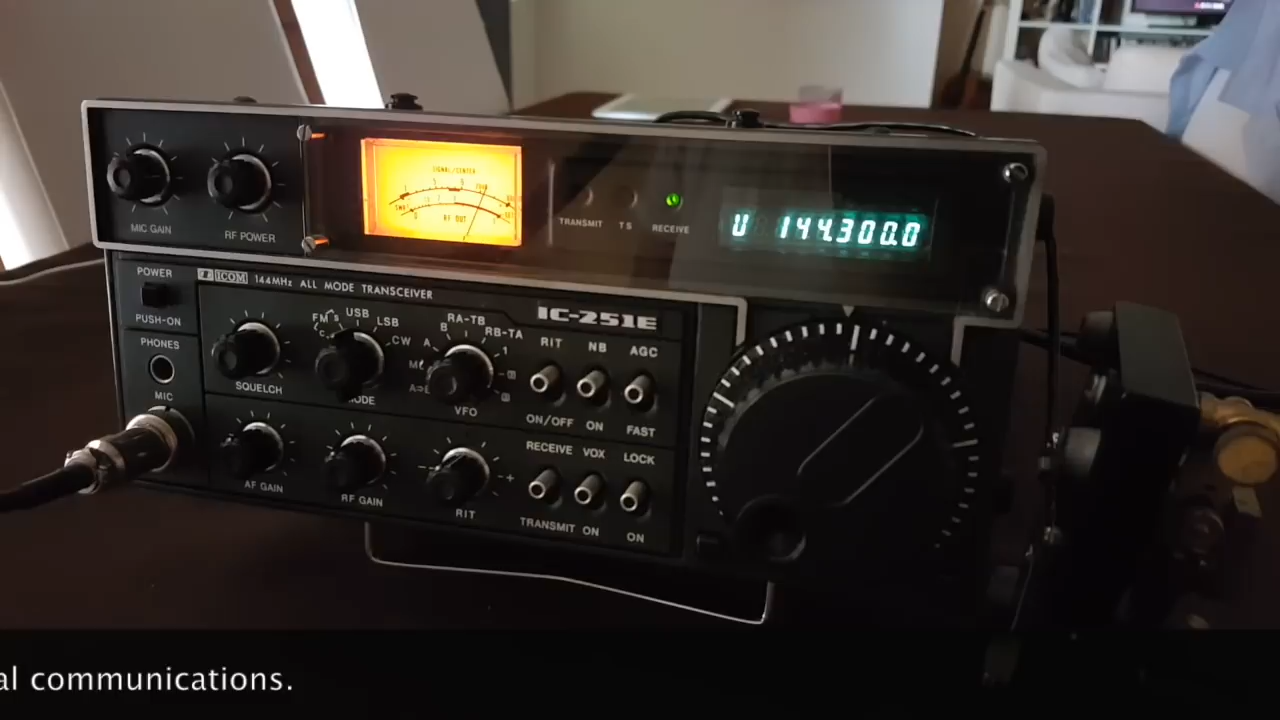 SIGNAL/CENTER
RF OUT
MIC GAIN
RF POWER
TRANSMIT T S RECEIVE
U 144.300.0
POWER
PUSH-ON
ICOM 144MHz ALL MODE TRANSCEIVER
IC-251E
PHONES
MIC
FM USB LSB CW
SQUELCH
A B RA-TB RB-TA
VFO
RIT NB AGC
ON/OFF ON FAST
AF GAIN
RF GAIN
- +
RIT
RECEIVE VOX LOCK
TRANSMIT ON ON
al communications.